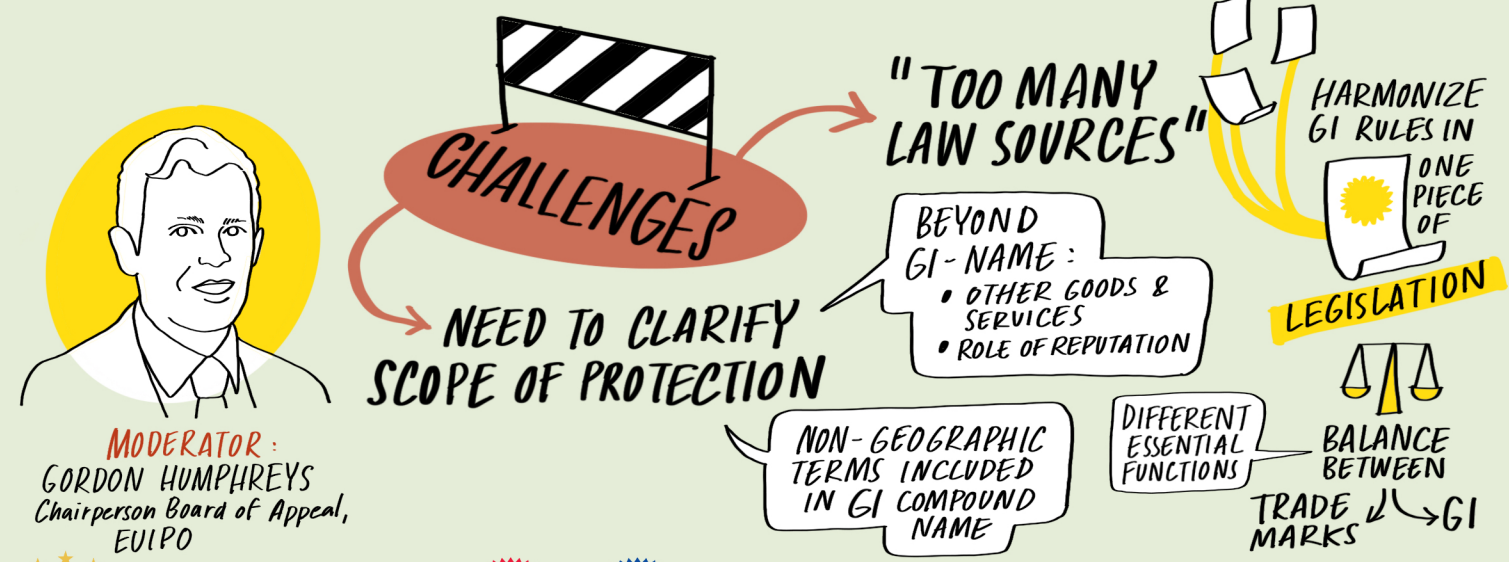 MODERATOR:
GORDON HUMPHREYS
Chairperson Board of Appeal,
EUIPO
CHALLENGES
NEED TO CLARIFY
SCOPE OF PROTECTION
"TOO MANY
LAW SOURCES"
BEYOND
GI-NAME:
• OTHER GOODS &
SERVICES
• ROLE OF REPUTATION
NON-GEOGRAPHIC
TERMS INCLUDED
IN GI COMPOUND
NAME
HARMONIZE
GI RULES IN
ONE
PIECE
OF
LEGISLATION
DIFFERENT
ESSENTIAL
FUNCTIONS
BALANCE
BETWEEN
TRADE
MARKS
GI